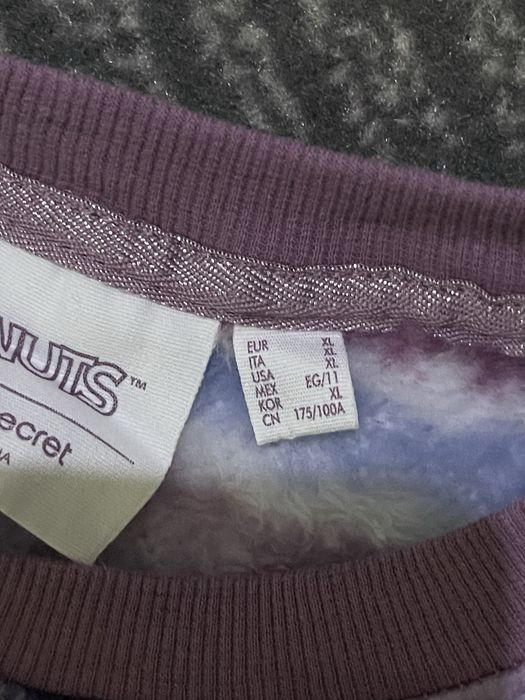 NUTS™
ecret
EUR XL
ITA XL
USA XL
MEX EG/11
KOR XL
CN 175/100A